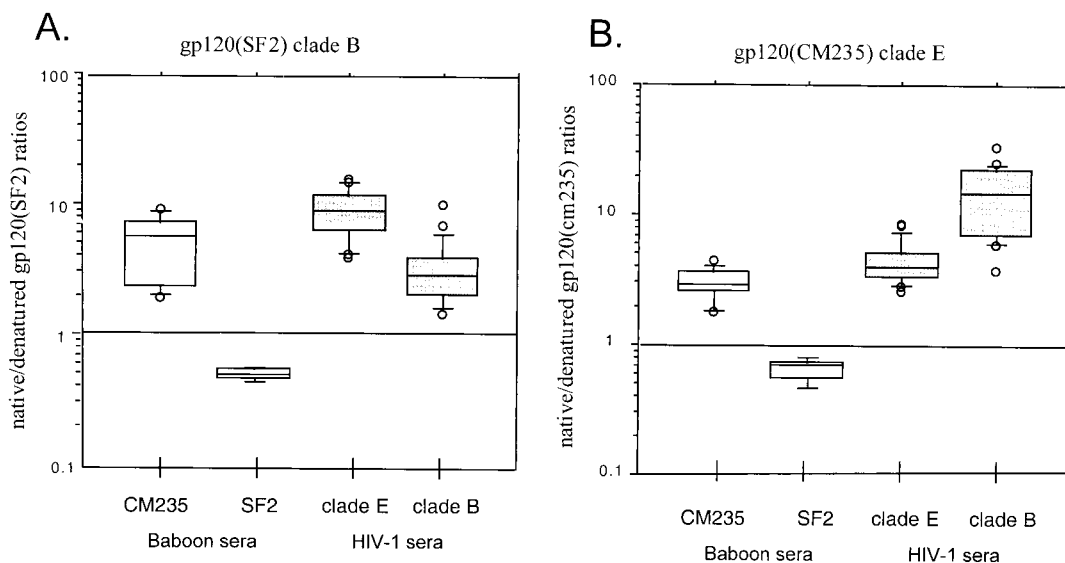 A.
gp120(SF2) clade B
native/denatured gp120(SF2) ratios
100
10
1
0.1
CM235 SF2 clade E clade B
Baboon sera HIV-1 sera
B.
gp120(CM235) clade E
native/denatured gp120(cm235) ratios
100
10
1
0.1
CM235 SF2 clade E clade B
Baboon sera HIV-1 sera